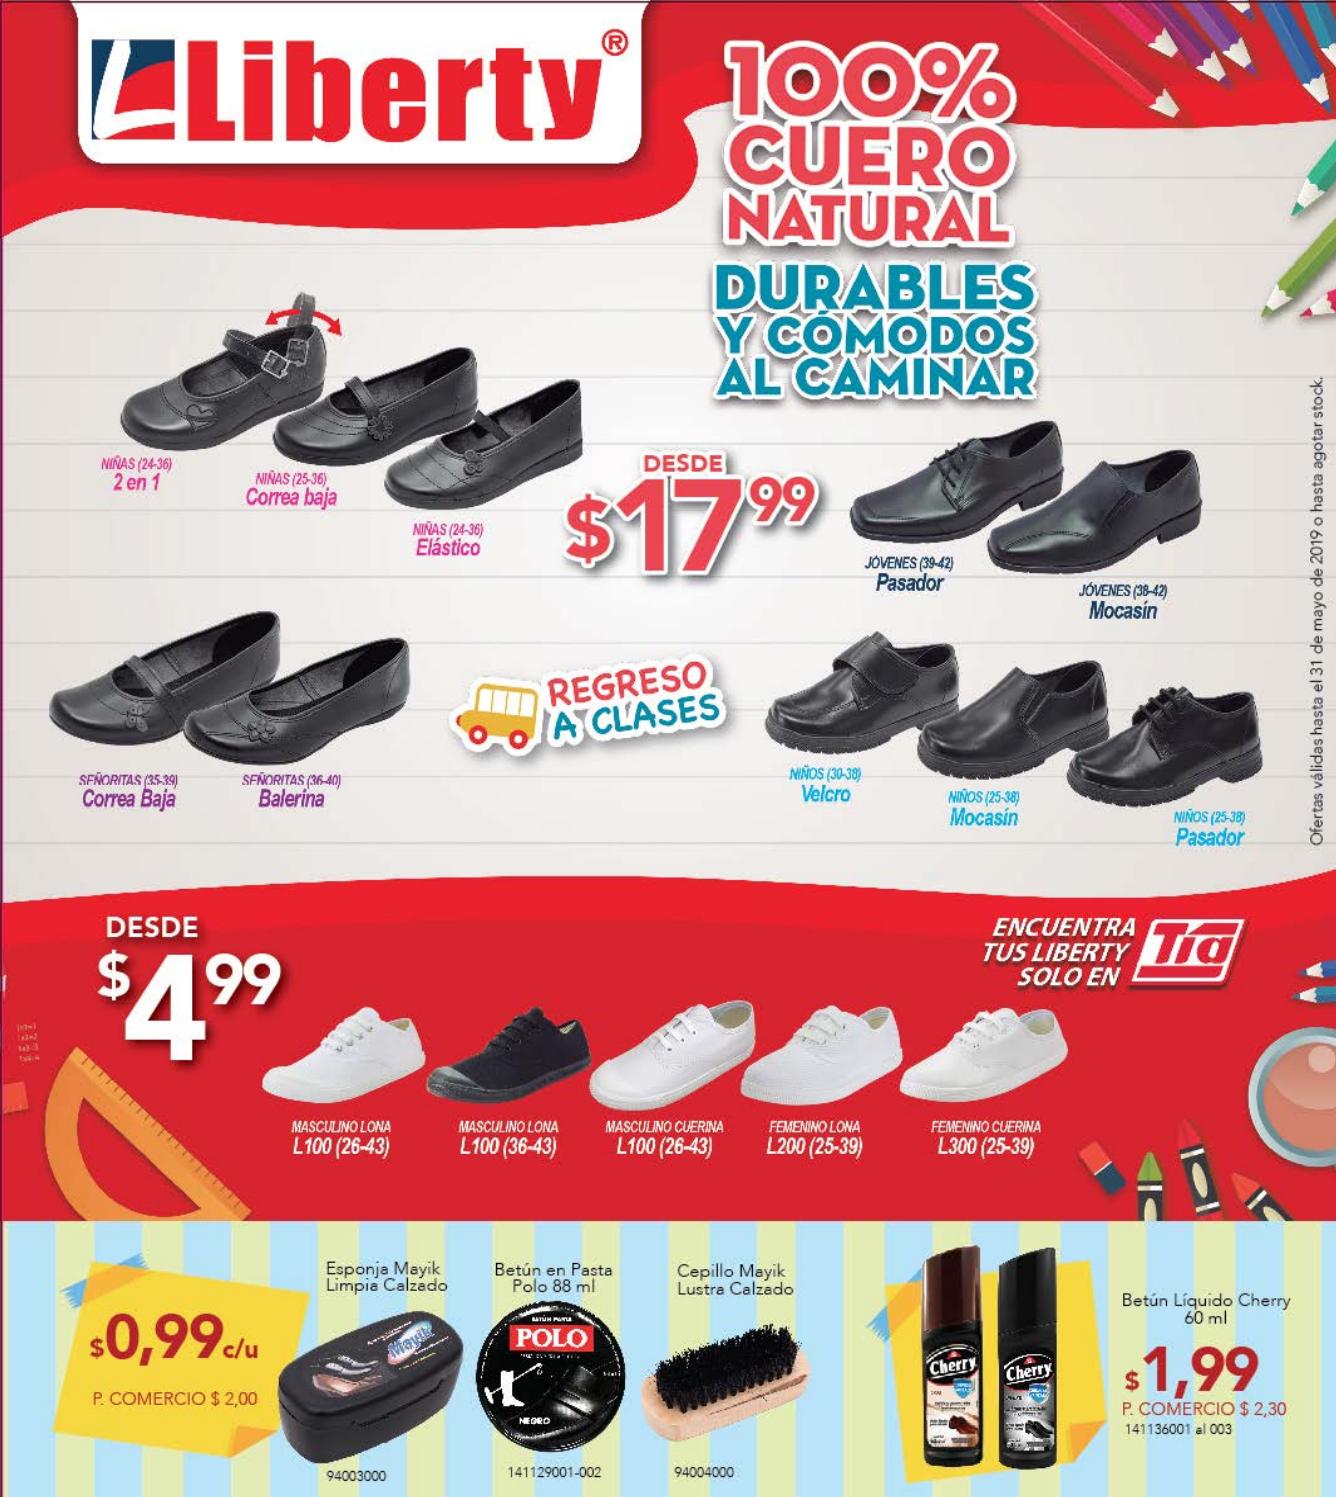 Liberty®
100%
CUERO
NATURAL
DURABLES
Y CÓMODOS
AL CAMINAR
NIÑAS (24-36)
2 en 1
NIÑAS (25-36)
Correa baja
NIÑAS (24-36)
Elástico
DESDE
$17.99
JÓVENES (39-42)
Pasador
JÓVENES (38-42)
Mocasín
SEÑORITAS (35-39)
Correa Baja
SEÑORITAS (36-40)
Balerina
REGRESO
A CLASES
NIÑOS (30-38)
Velcro
NIÑOS (25-38)
Mocasín
NIÑOS (25-38)
Pasador
Ofertas válidas hasta el 31 de mayo de 2019 o hasta agotar stock.
DESDE
$4.99
ENCUENTRA
TUS LIBERTY
SOLO EN
Tía
MASCULINO LONA
L100 (26-43)
MASCULINO LONA
L100 (36-43)
MASCULINO CUERINA
L100 (26-43)
FEMENINO LONA
L200 (25-39)
FEMENINO CUERINA
L300 (25-39)
$0,99 c/u
P. COMERCIO $ 2,00
Esponja Mayik
Limpia Calzado
Mayik
94003000
Betún en Pasta
Polo 88 ml
BETUN PASTA
POLO
NEGRO
141129001-002
Cepillo Mayik
Lustra Calzado
94004000
Cherry
Cherry
Betún Líquido Cherry
60 ml
$1,99
P. COMERCIO $ 2,30
141136001 al 003